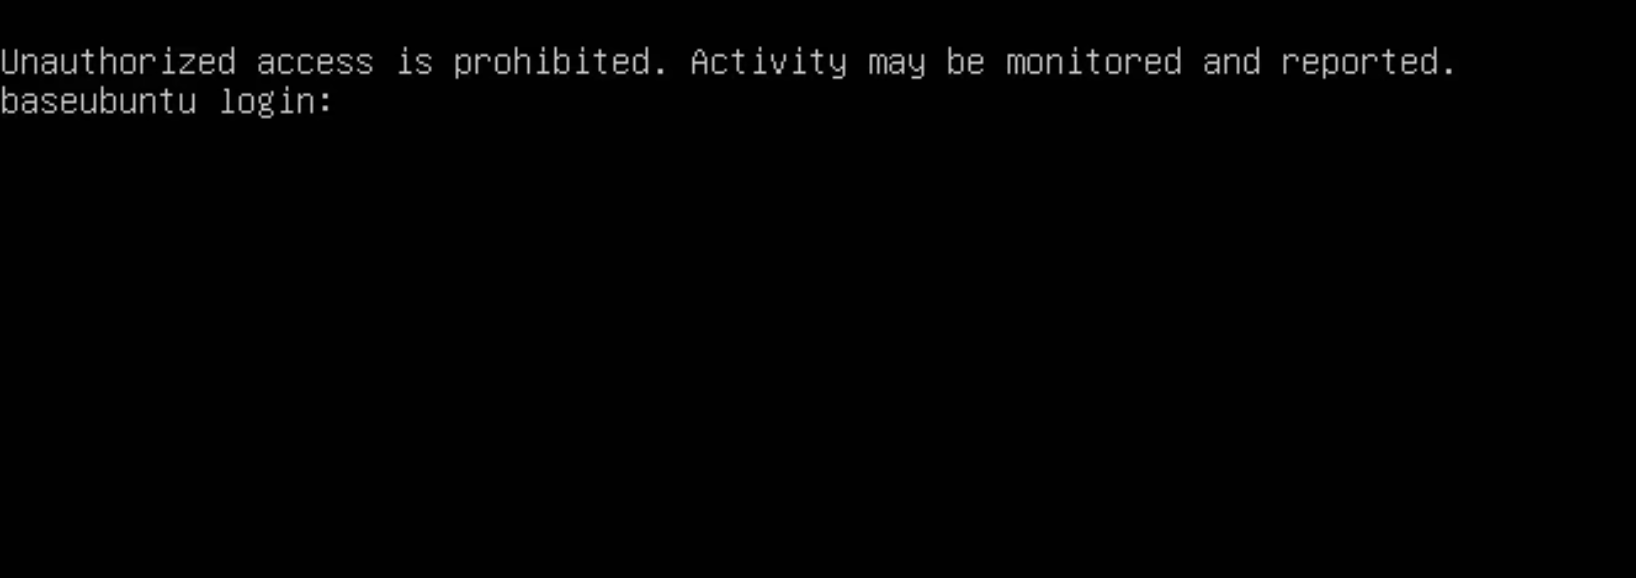 Unauthorized access is prohibited. Activity may be monitored and reported.
baseubuntu login: